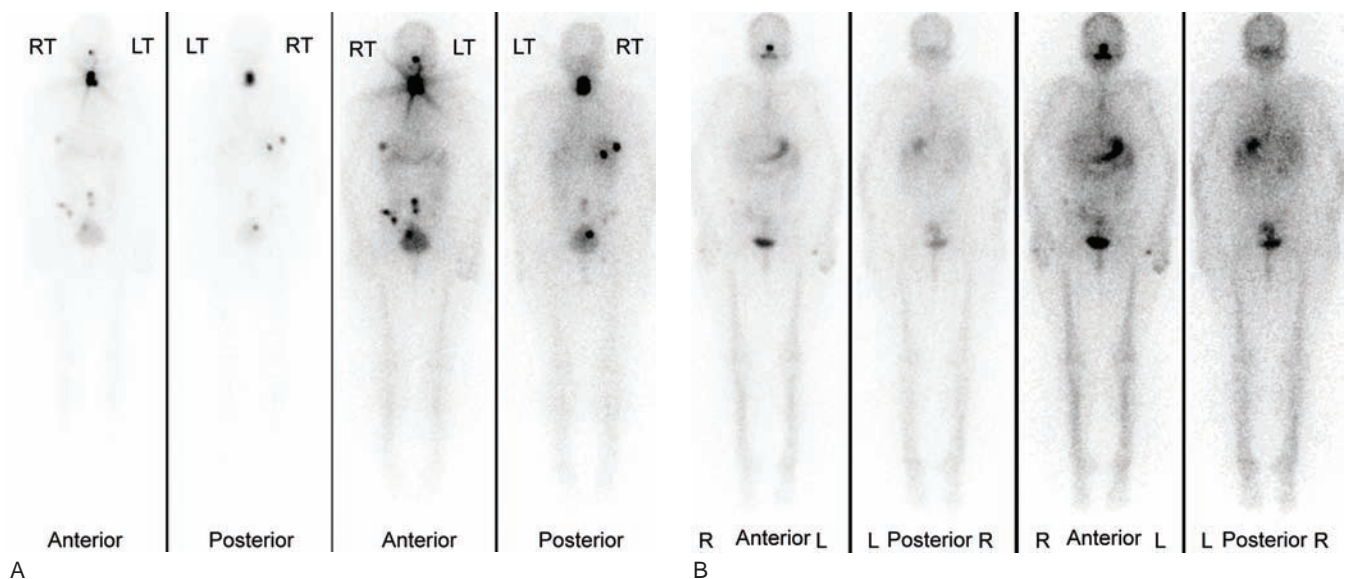 RT LT LT RT RT LT LT RT
Anterior Posterior Anterior Posterior R Anterior L L Posterior R R Anterior L L Posterior R
A B